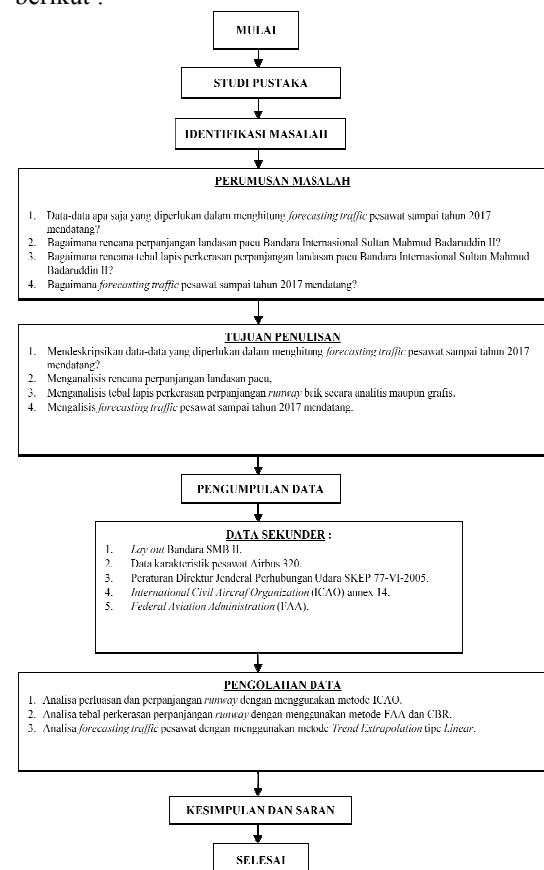 berikut :
MULAI
STUDI PUSTAKA
IDENTIFIKASI MASALAH
PERUMUSAN MASALAH
1. Data-data apa saja yang diperlukan dalam menghitung forecasting traffic pesawat sampai tahun 2017
mendatang?
2. Bagaimana rencana perpanjangan landasan pacu Bandara Internasional Sultan Mahmud Badaruddin II?
3. Bagaimana rencana tebal lapis perkerasan perpanjangan landasan pacu Bandara Internasional Sultan Mahmud
Badaruddin II?
4. Bagaimana forecasting traffic pesawat sampai tahun 2017 mendatang?
TUJUAN PENULISAN
1. Mendeskripsikan data-data yang diperlukan dalam menghitung forecasting traffic pesawat sampai tahun 2017
mendatang?
2. Menganalisis rencana perpanjangan landasan pacu,
3. Menganalisis tebal lapis perkerasan perpanjangan runway baik secara analitis maupun grafis.
4. Mengalisis forecasting traffic pesawat sampai tahun 2017 mendatang.
PENGUMPULAN DATA
DATA SEKUNDER :
1. Lay out Bandara SMB II.
2. Data karakteristik pesawat Airbus 320.
3. Peraturan Direktur Jenderal Perhubungan Udara SKEP 77-VI-2005.
4. International Civil Aircraf Organization (ICAO) annex 14.
5. Federal Aviation Administration (FAA).
PENGOLAHAN DATA
1. Analisa perluasan dan perpanjangan runway dengan menggunakan metode ICAO.
2. Analisa tebal perkerasan perpanjangan runway dengan menggunakan metode FAA dan CBR.
3. Analisa forecasting traffic pesawat dengan menggunakan metode Trend Extrapolation tipe Linear.
KESIMPULAN DAN SARAN
SELESAI